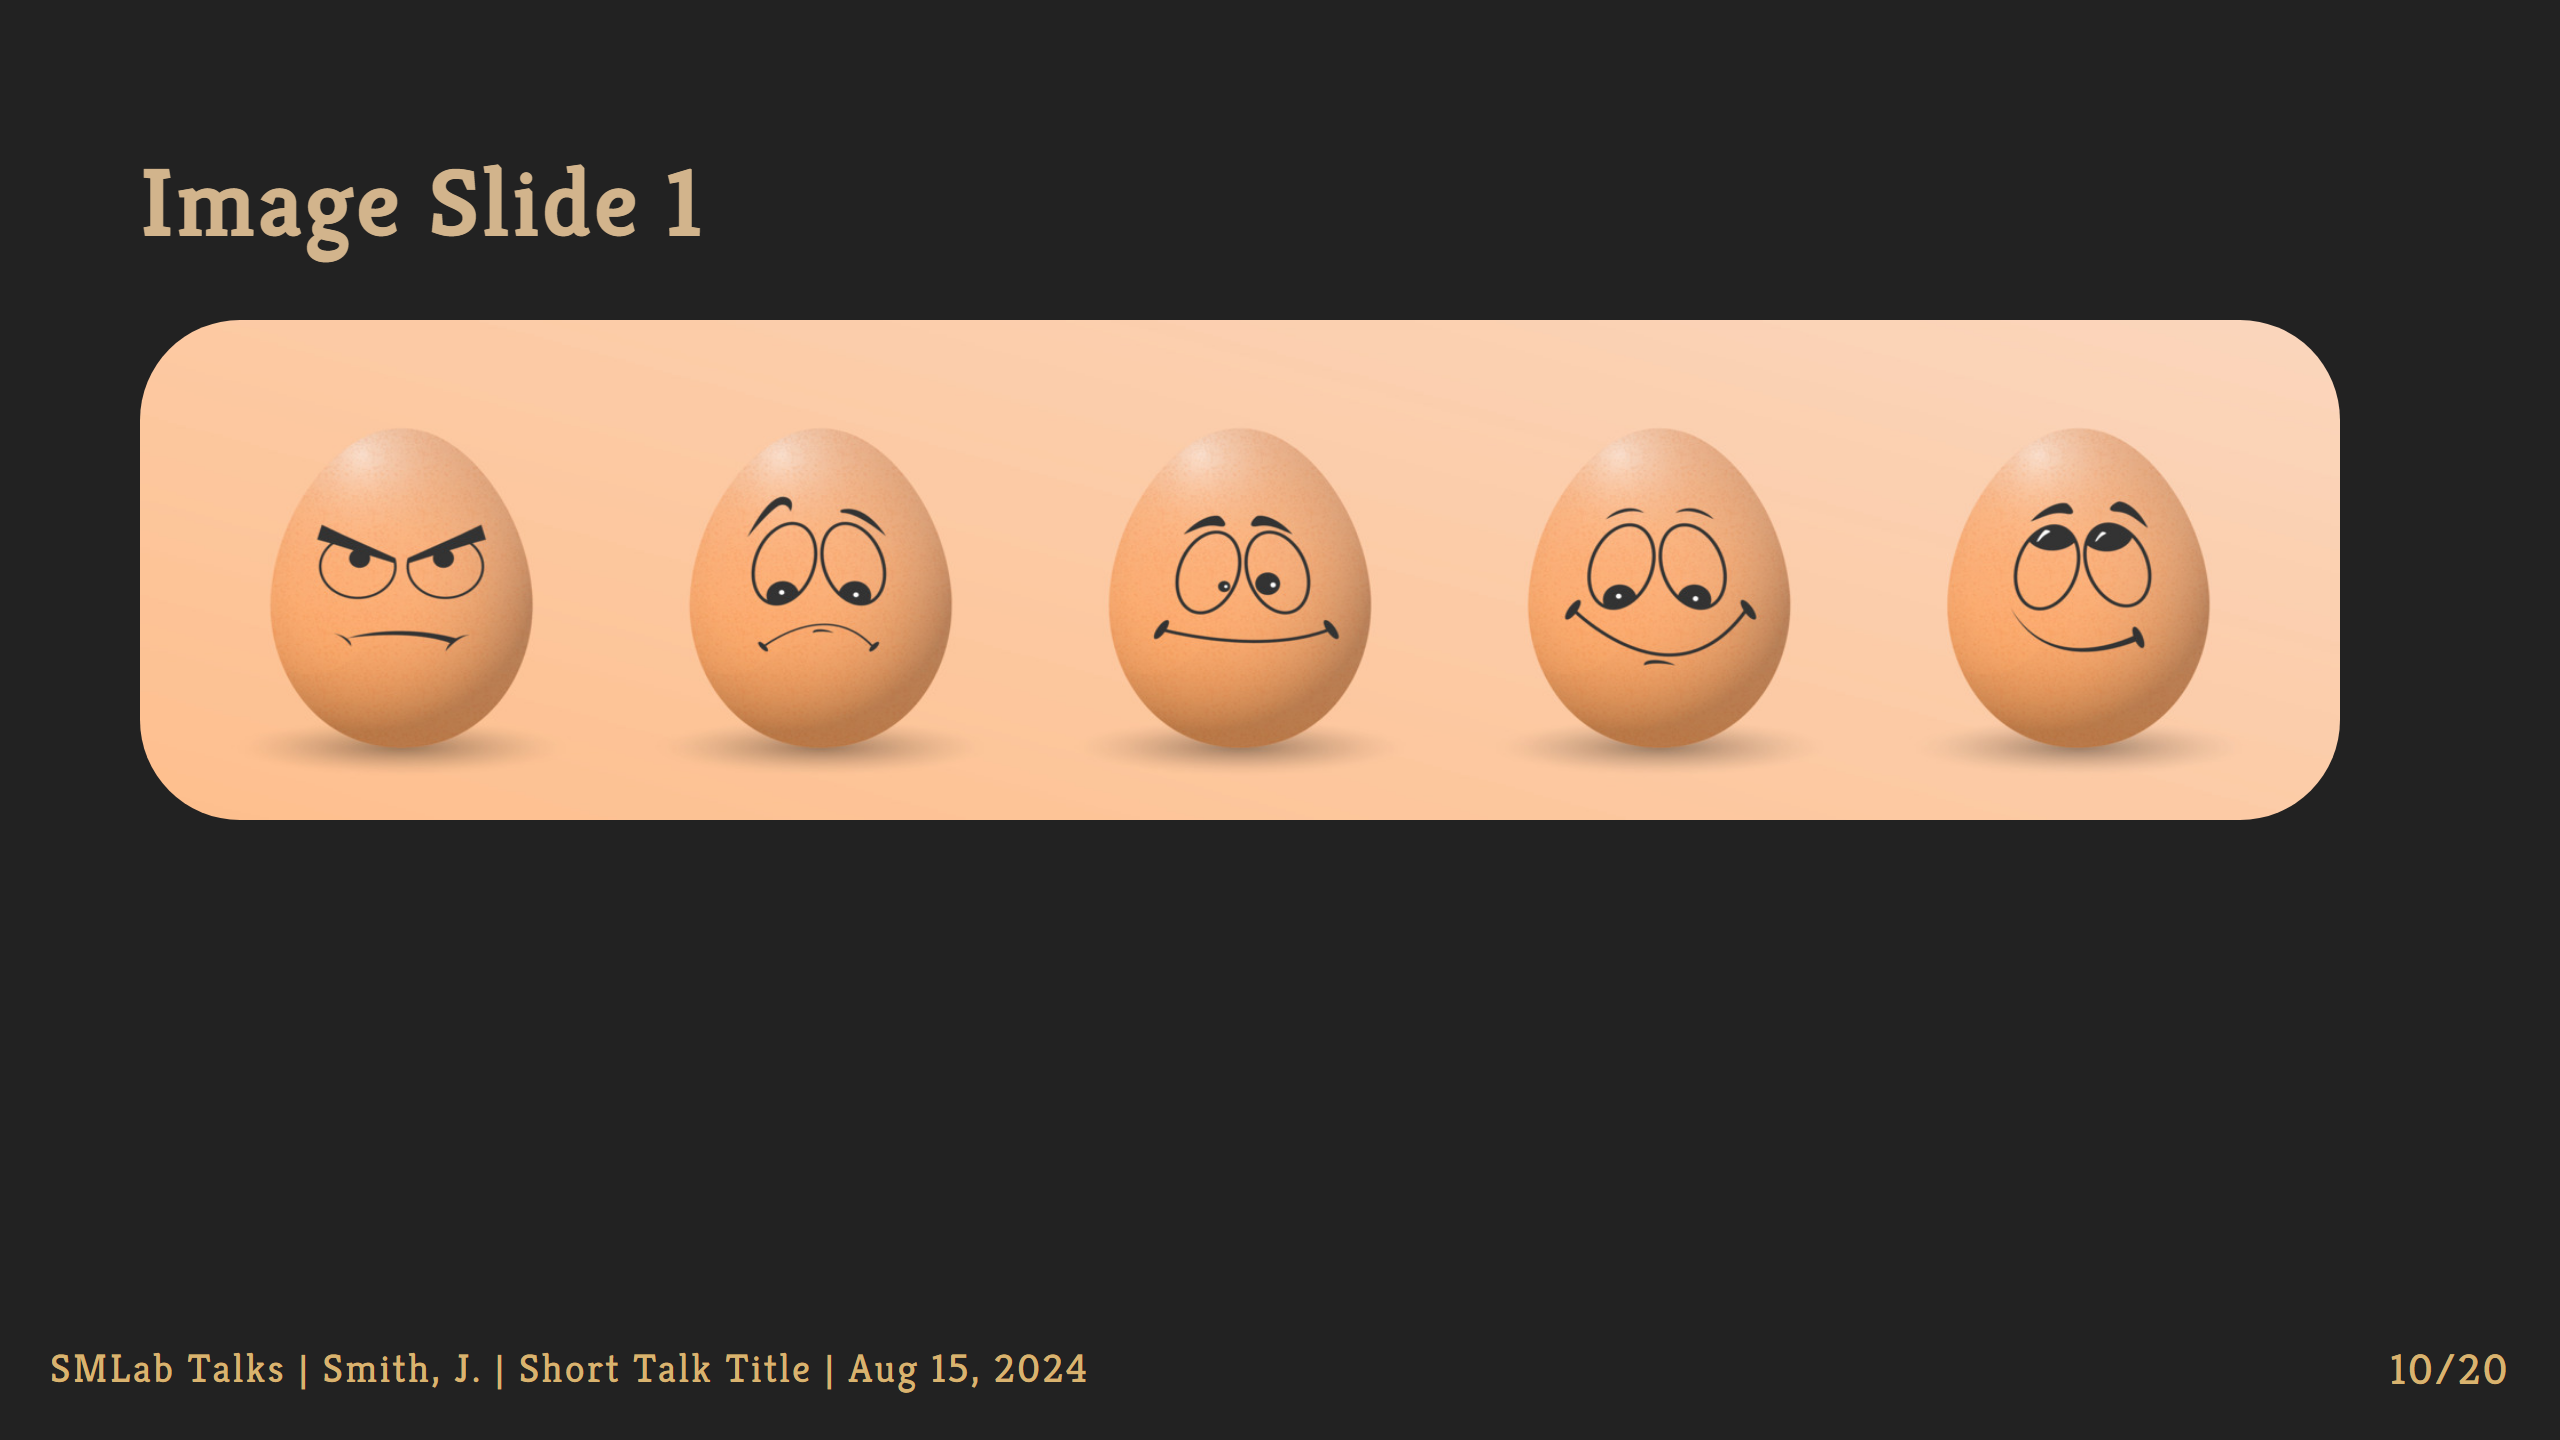 Image Slide 1
SMLab Talks | Smith, J. | Short Talk Title | Aug 15, 2024
10/20